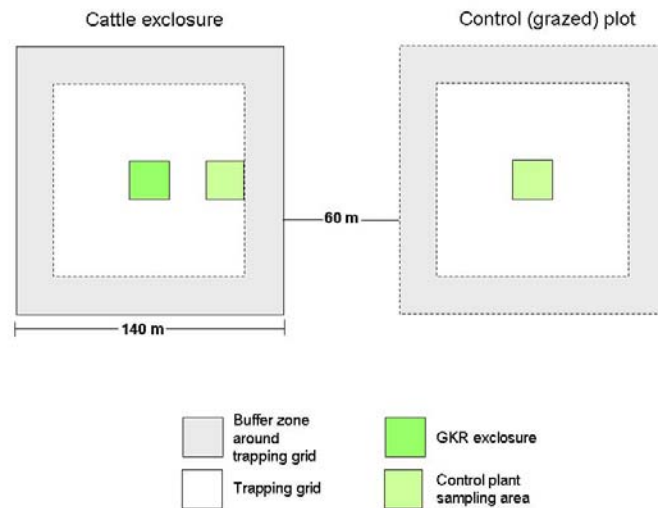 Cattle exclosure
Control (grazed) plot
60 m
140 m
Buffer zone
around
trapping grid
GKR exclosure
Trapping grid
Control plant
sampling area